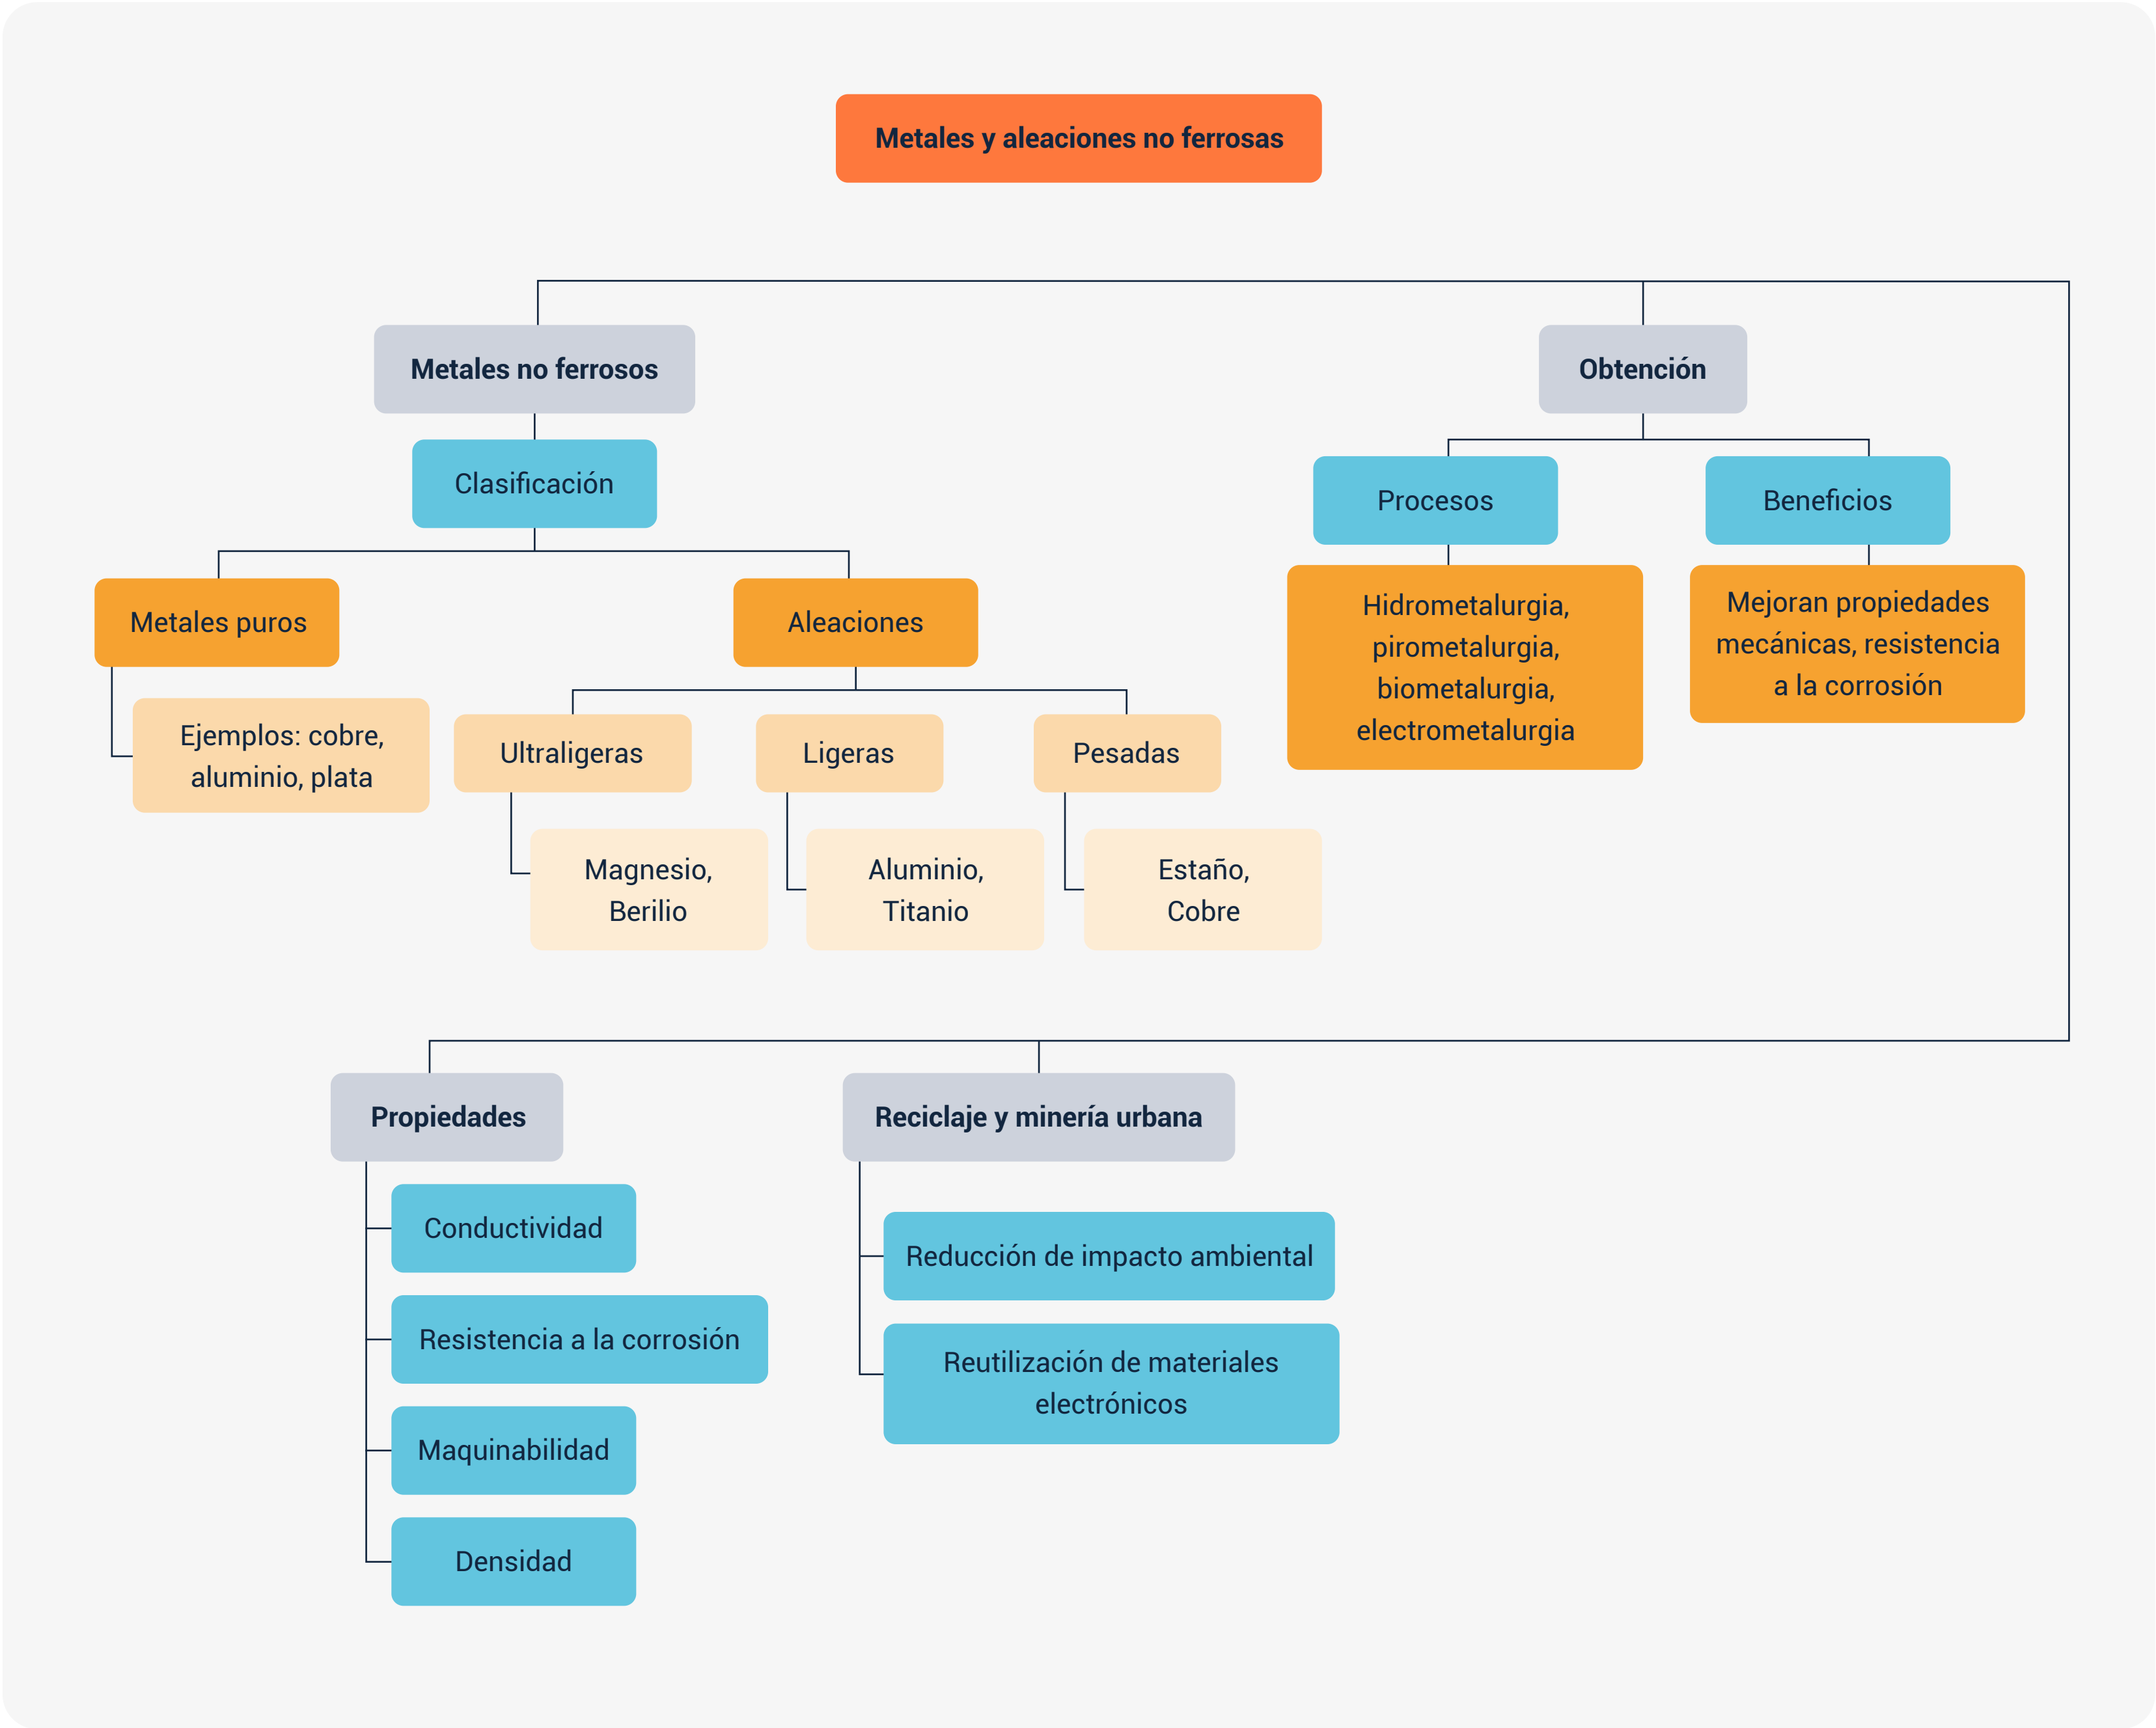 Metales y aleaciones no ferrosas
Metales no ferrosos
Obtención
Clasificación
Procesos
Beneficios
Metales puros
Aleaciones
Hidrometalurgia,
pirometalurgia,
biometalurgia,
electrometalurgia
Mejoran propiedades
mecánicas, resistencia
a la corrosión
Ejemplos: cobre,
aluminio, plata
Ultraligeras
Ligeras
Pesadas
Magnesio,
Berilio
Aluminio,
Titanio
Estaño,
Cobre
Propiedades
Reciclaje y minería urbana
Conductividad
Resistencia a la corrosión
Maquinabilidad
Densidad
Reducción de impacto ambiental
Reutilización de materiales
electrónicos